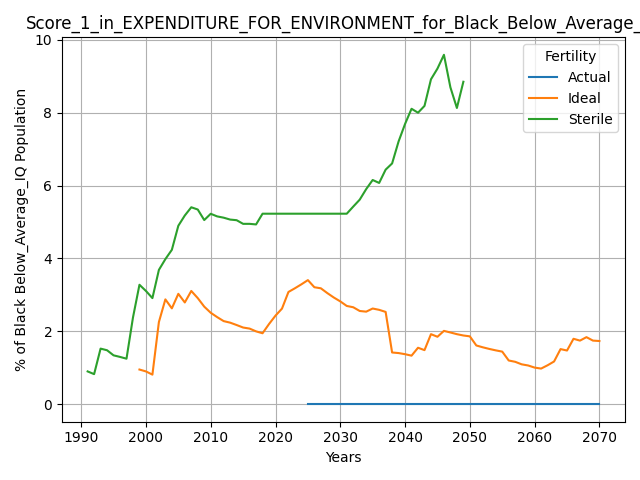 Score_1_in_EXPENDITURE_FOR_ENVIRONMENT_for_Black_Below_Average_
% of Black Below_Average_IQ Population
10
8
6
4
2
0
Fertility
Actual
Ideal
Sterile
1990 2000 2010 2020 2030 2040 2050 2060 2070
Years